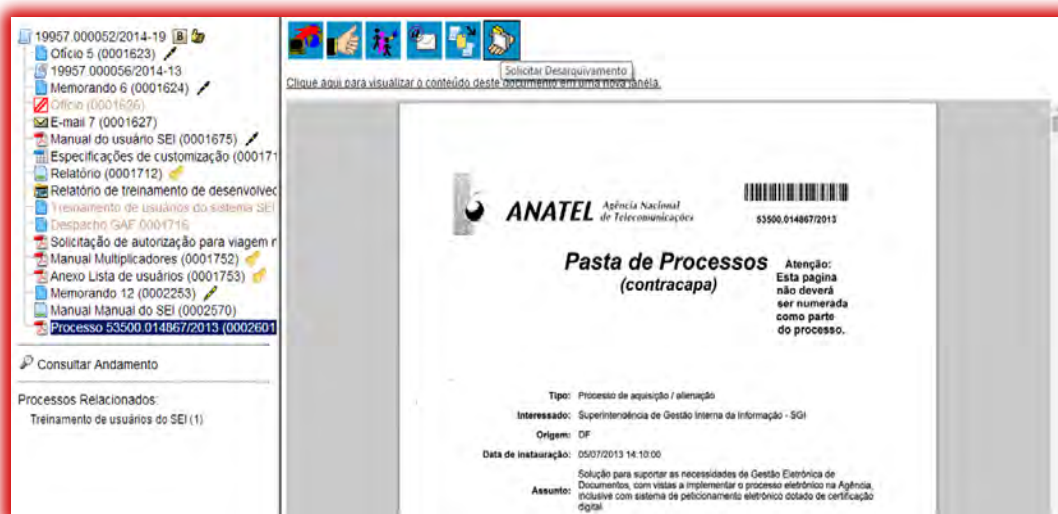 19957.000052/2014-19
Ofício 5 (0001623)
19957.000056/2014-13
Memorando 6 (0001624)
Ofício (0001626)
E-mail 7 (0001627)
Manual do usuário SEI (0001675)
Especificações de customização (000171
Relatório (0001712)
Relatório de treinamento de desenvolvec
Treinamento de usuários do sistema SEI
Despacho GAF 0001716
Solicitação de autorização para viagem r
Manual Multiplicadores (0001752)
Anexo Lista de usuários (0001753)
Memorando 12 (0002253)
Manual Manual do SEI (0002570)
Processo 53500.014867/2013 (0002601
Consultar Andamento
Processos Relacionados:
Treinamento de usuários do SEI (1)
Solicitar Desarquivamento
Clique aqui para visualizar o conteúdo deste documento em uma nova janela.
ANATEL Agência Nacional
de Telecomunicações
53500.014867/2013
Pasta de Processos
(contracapa)
Atenção:
Esta pagina
não deverá
ser numerada
como parte
do processo.
Tipo: Processo de aquisição / alienação
Interessado: Superintendência de Gestão Interna da Informação - SGI
Origem: DF
Data de instauração: 05/07/2013 14:10:00
Assunto: Solução para suportar as necessidades de Gestão Eletrônica de
Documentos, com vistas a implementar o processo eletrônico na Agência,
inclusive com sistema de peticionamento eletrônico dotado de certificação
digital